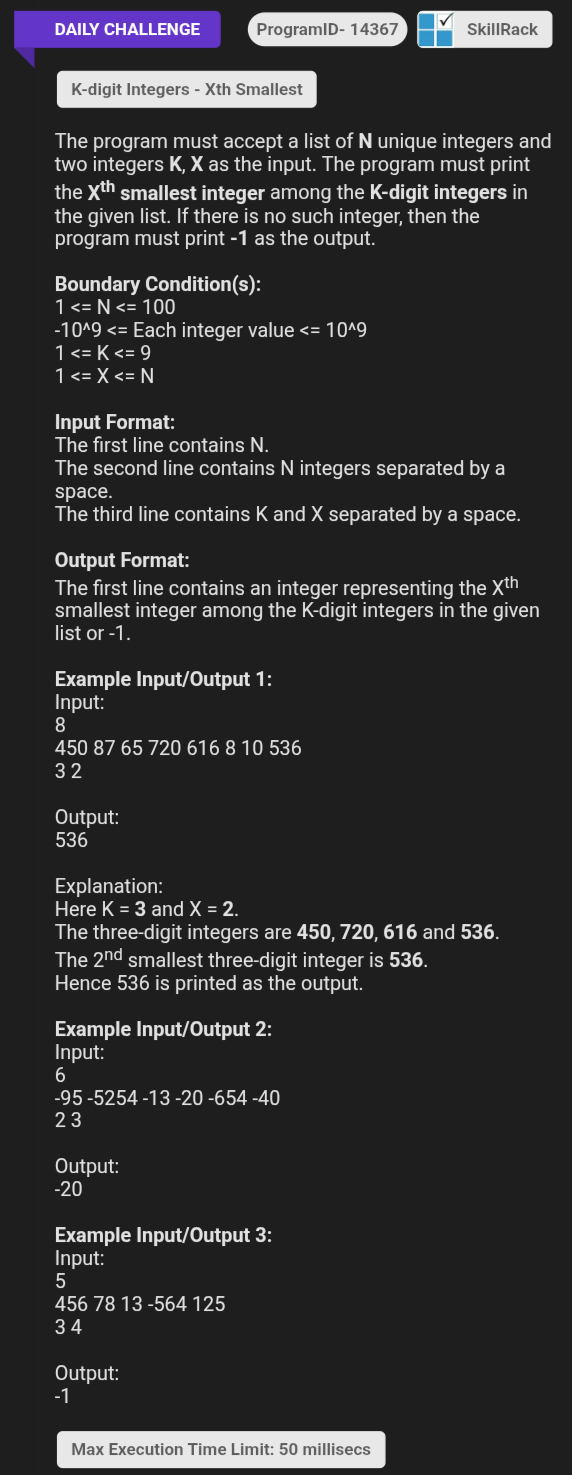 DAILY CHALLENGE
ProgramID- 14367
SkillRack
K-digit Integers - Xth Smallest
The program must accept a list of N unique integers and
two integers K, X as the input. The program must print
the Xth smallest integer among the K-digit integers in
the given list. If there is no such integer, then the
program must print -1 as the output.
Boundary Condition(s):
1 <= N <= 100
-10^9 <= Each integer value <= 10^9
1 <= K <= 9
1 <= X <= N
Input Format:
The first line contains N.
The second line contains N integers separated by a
space.
The third line contains K and X separated by a space.
Output Format:
The first line contains an integer representing the Xth
smallest integer among the K-digit integers in the given
list or -1.
Example Input/Output 1:
Input:
8
450 87 65 720 616 8 10 536
3 2
Output:
536
Explanation:
Here K = 3 and X = 2.
The three-digit integers are 450, 720, 616 and 536.
The 2nd smallest three-digit integer is 536.
Hence 536 is printed as the output.
Example Input/Output 2:
Input:
6
-95 -5254 -13 -20 -654 -40
2 3
Output:
-20
Example Input/Output 3:
Input:
5
456 78 13 -564 125
3 4
Output:
-1
Max Execution Time Limit: 50 millisecs